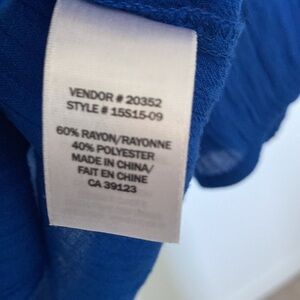 VENDOR # 20352
STYLE # 15S15-09
60% RAYON/RAYONNE
40% POLYESTER
MADE IN CHINA/
FAIT EN CHINE
CA 39123